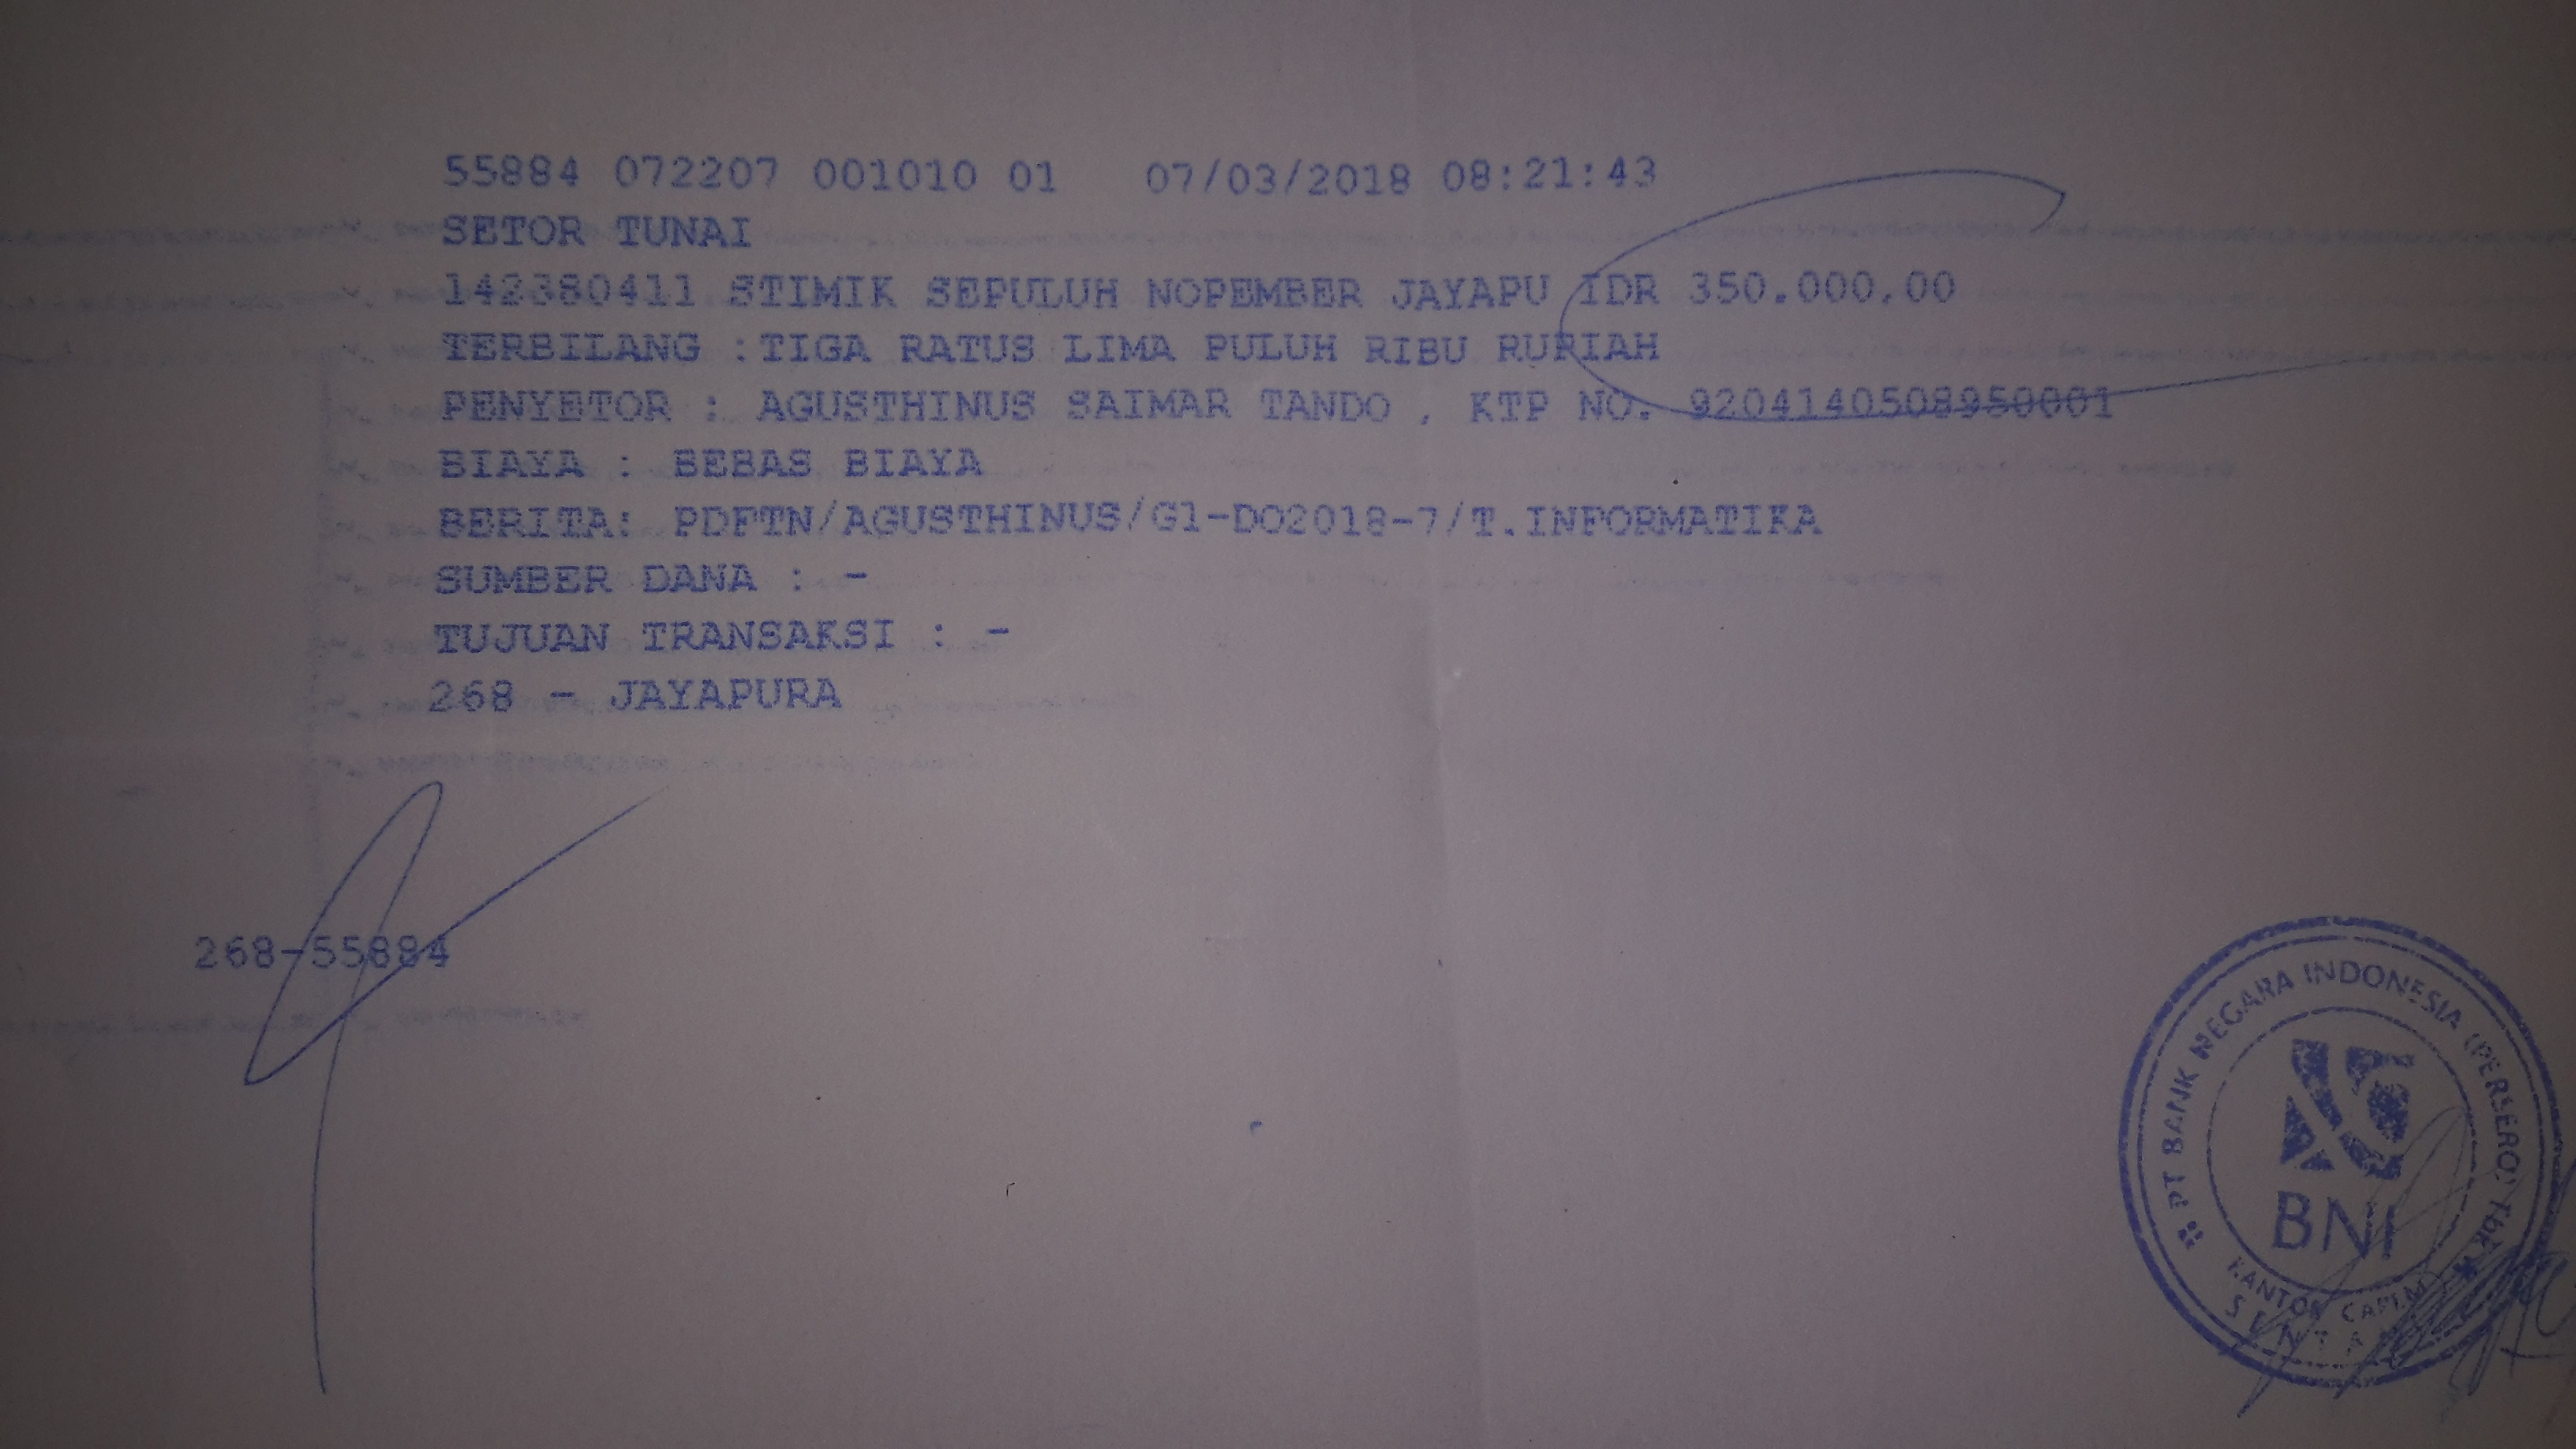 55884 072207 001010 01 07/03/2018 08:21:43
SETOR TUNAI
142380411 STIMIK SEPULUH NOPEMBER JAYAPU IDR 350.000,00
TERBILANG : TIGA RATUS LIMA PULUH RIBU RUPIAH
PENYETOR : AGUSTHINUS SAIMAR TANDO , KTP NO. 9204140508950001
BIAYA : BEBAS BIAYA
BERITA: PDFTN/AGUSTHINUS/G1-DO2018-7/T.INFORMATIKA
SUMBER DANA : -
TUJUAN TRANSAKSI : -
268 - JAYAPURA
268-55884
PT BANK NEGARA INDONESIA (PERSERO) Tbk
BNI
KANTOR CAPEM